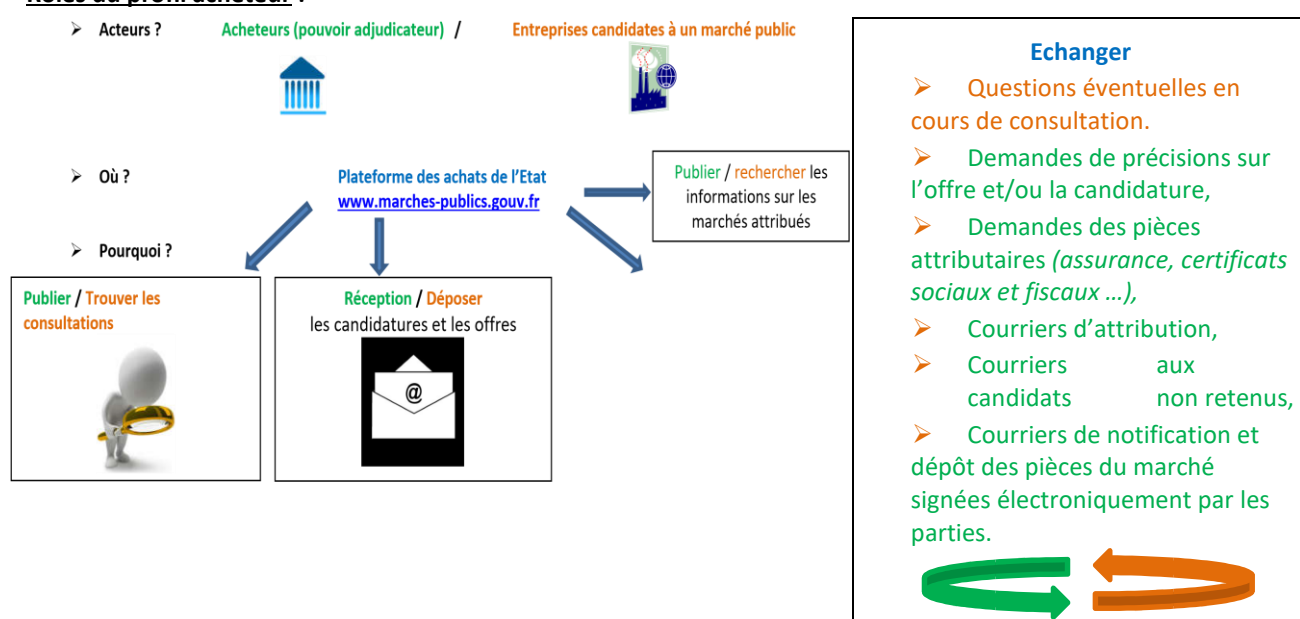 Rôles du profil acheteur :
➢ Acteurs ? Acheteurs (pouvoir adjudicateur) / Entreprises candidates à un marché public
➢ Où ? Plateforme des achats de l'Etat
www.marches-publics.gouv.fr
Publier / rechercher les
informations sur les
marchés attribués
➢ Pourquoi ?
Publier / Trouver les
consultations
Réception / Déposer
les candidatures et les offres
@
Echanger
➢ Questions éventuelles en
cours de consultation.
➢ Demandes de précisions sur
l'offre et/ou la candidature,
➢ Demandes des pièces
attributaires (assurance, certificats
sociaux et fiscaux …),
➢ Courriers d'attribution,
➢ Courriers aux
candidats non retenus,
➢ Courriers de notification et
dépôt des pièces du marché
signées électroniquement par les
parties.